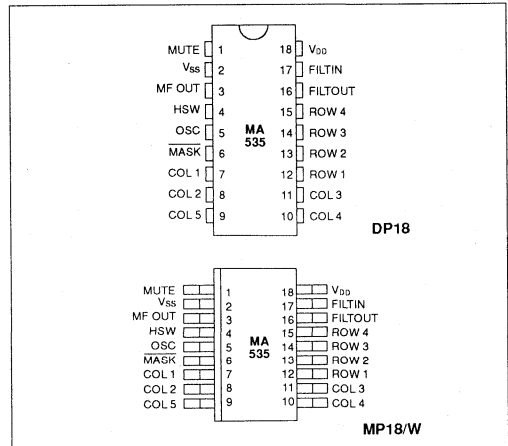 MUTE 1 18 VDD
VSS 2 17 FILTIN
MF OUT 3 16 FILTOUT
HSW 4 15 ROW 4
OSC 5 MA 535 14 ROW 3
MASK 6 13 ROW 2
COL 1 7 12 ROW 1
COL 2 8 11 COL 3
COL 5 9 10 COL 4
DP18
MUTE 1 18 VDD
VSS 2 17 FILTIN
MF OUT 3 16 FILTOUT
HSW 4 15 ROW 4
OSC 5 MA 535 14 ROW 3
MASK 6 13 ROW 2
COL 1 7 12 ROW 1
COL 2 8 11 COL 3
COL 5 9 10 COL 4
MP18/W